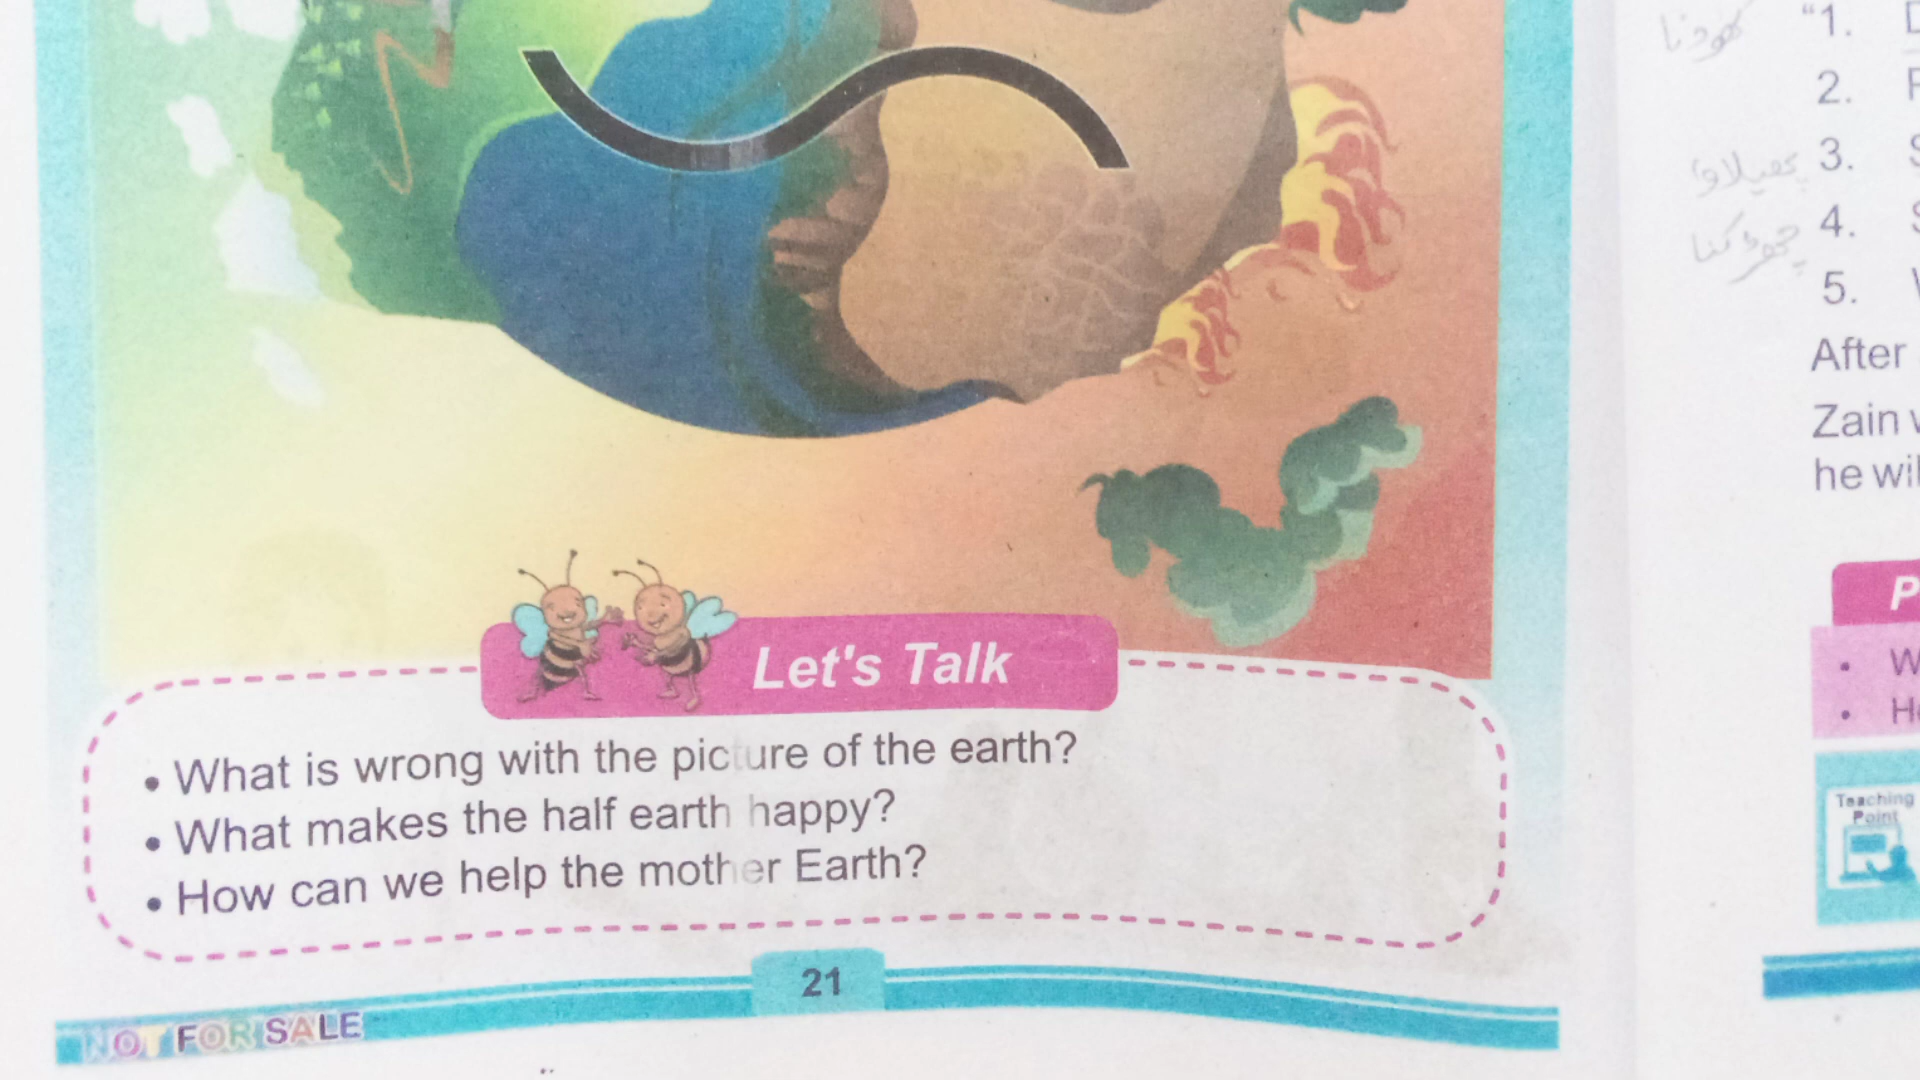 Let's Talk
• What is wrong with the picture of the earth?
• What makes the half earth happy?
• How can we help the mother Earth?
21
NOT FOR SALE
کھودنا
"1.
2.
پھیلاؤ 3.
4.
5.
After
Zain
he
Teaching
Point